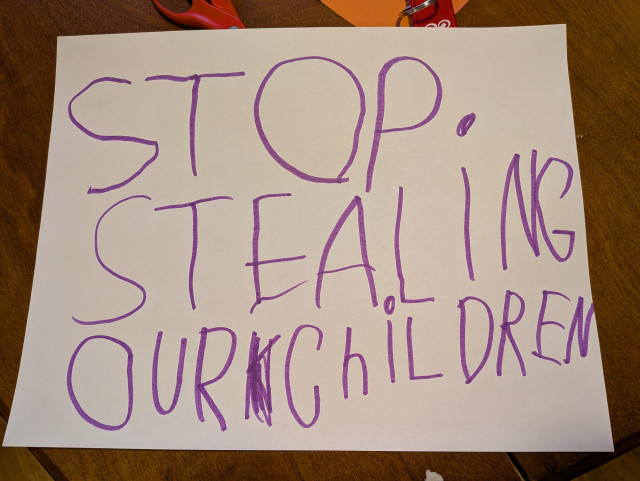 STOP.
STEALING
OUR ChiLDREN